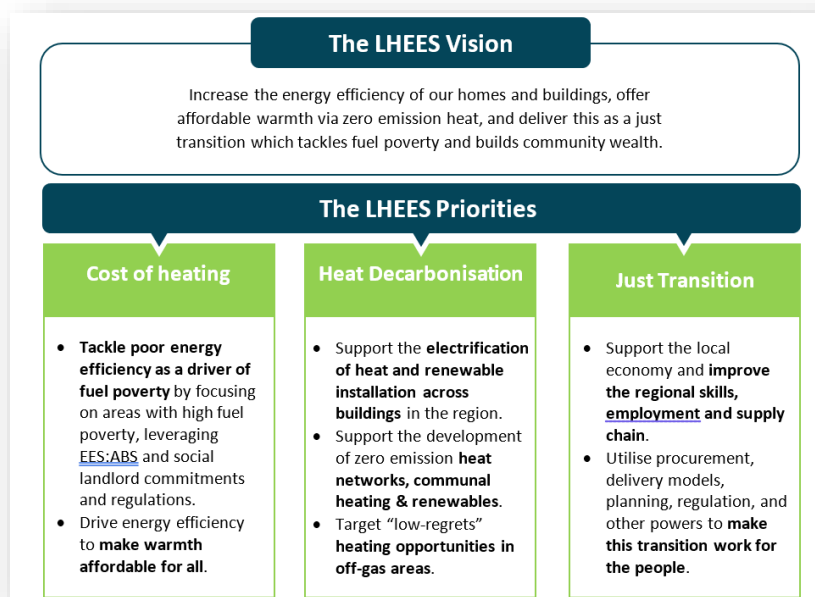 The LHEES Vision
Increase the energy efficiency of our homes and buildings, offer
affordable warmth via zero emission heat, and deliver this as a just
transition which tackles fuel poverty and builds community wealth.
The LHEES Priorities
Cost of heating
• Tackle poor energy
efficiency as a driver of
fuel poverty by focusing
on areas with high fuel
poverty, leveraging
EES:ABS and social
landlord commitments
and regulations.
• Drive energy efficiency
to make warmth
affordable for all.
Heat Decarbonisation
• Support the electrification
of heat and renewable
installation across
buildings in the region.
• Support the development
of zero emission heat
networks, communal
heating & renewables.
• Target “low-regrets”
heating opportunities in
off-gas areas.
Just Transition
• Support the local
economy and improve
the regional skills,
employment and supply
chain.
• Utilise procurement,
delivery models,
planning, regulation, and
other powers to make
this transition work for
the people.